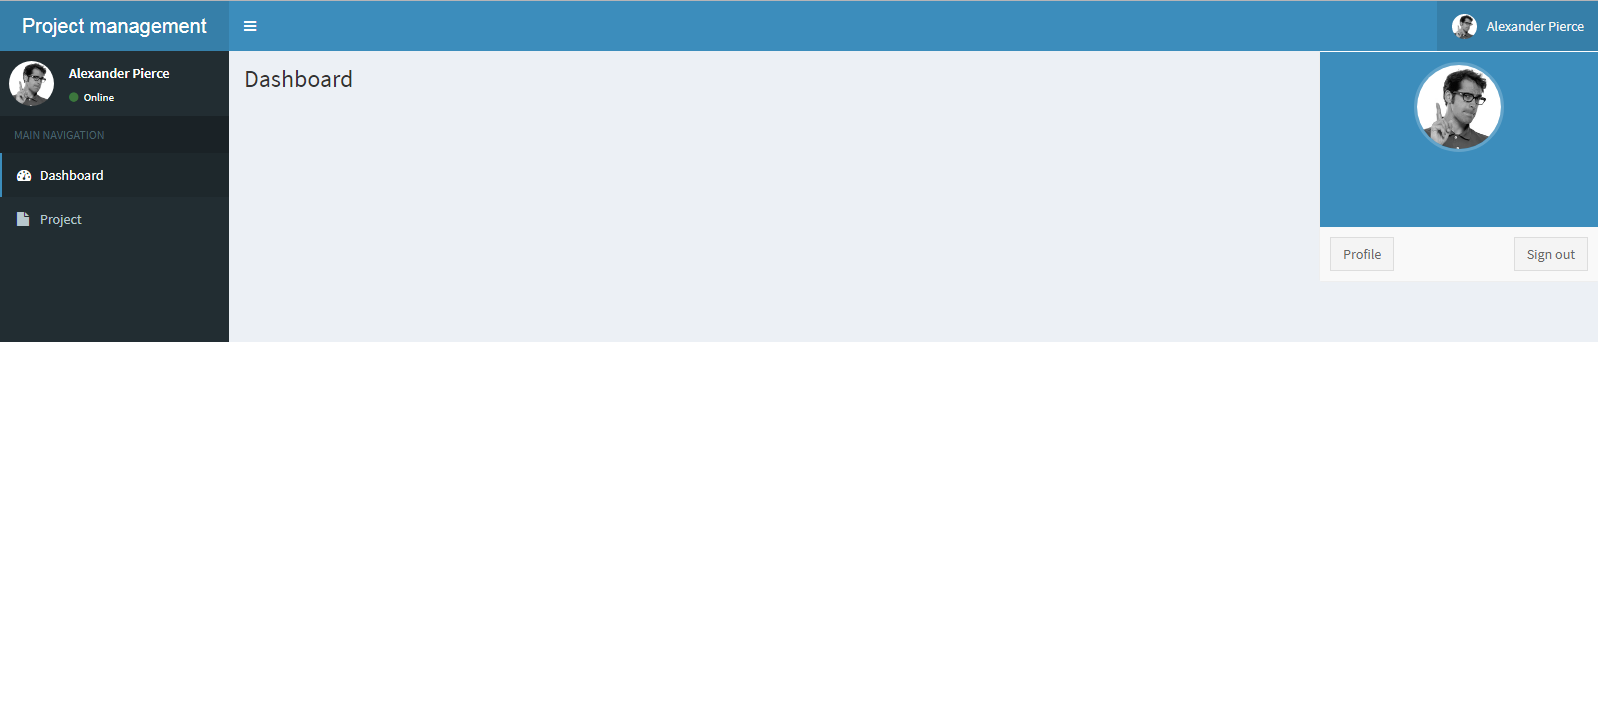 Project management
Alexander Pierce
Alexander Pierce
Online
MAIN NAVIGATION
Dashboard
Project
Dashboard
Profile
Sign out